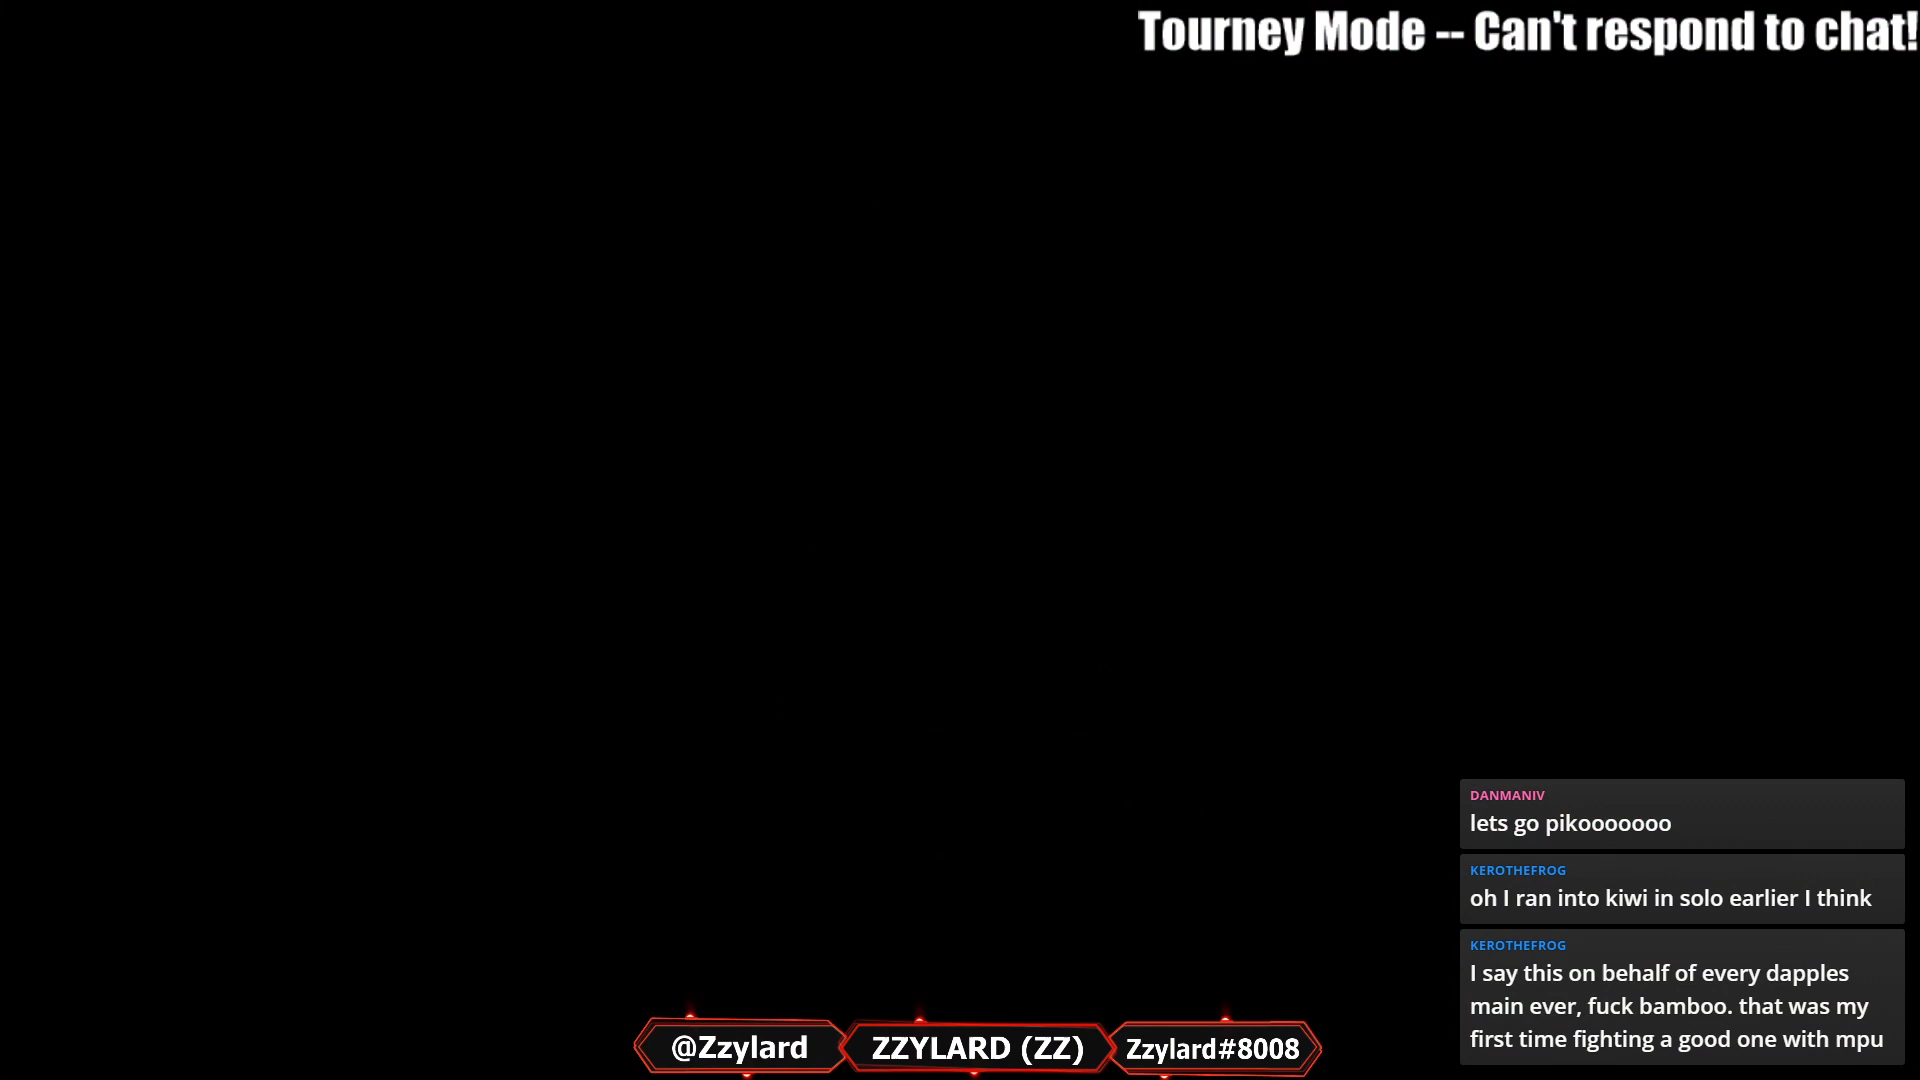 Tourney Mode -- Can't respond to chat!
DANMANIV
lets go pikooooooo
KEROTHEFROG
oh I ran into kiwi in solo earlier I think
KEROTHEFROG
I say this on behalf of every dapples
main ever, fuck bamboo. that was my
first time fighting a good one with mpu
@Zzylard
ZZYLARD (ZZ)
Zzylard#8008